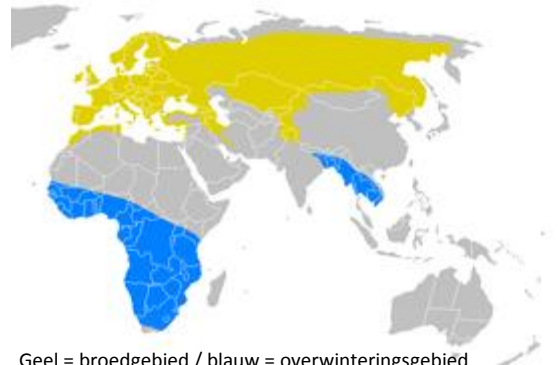 Geel = broedgebied / blauw = overwinteringsgebied